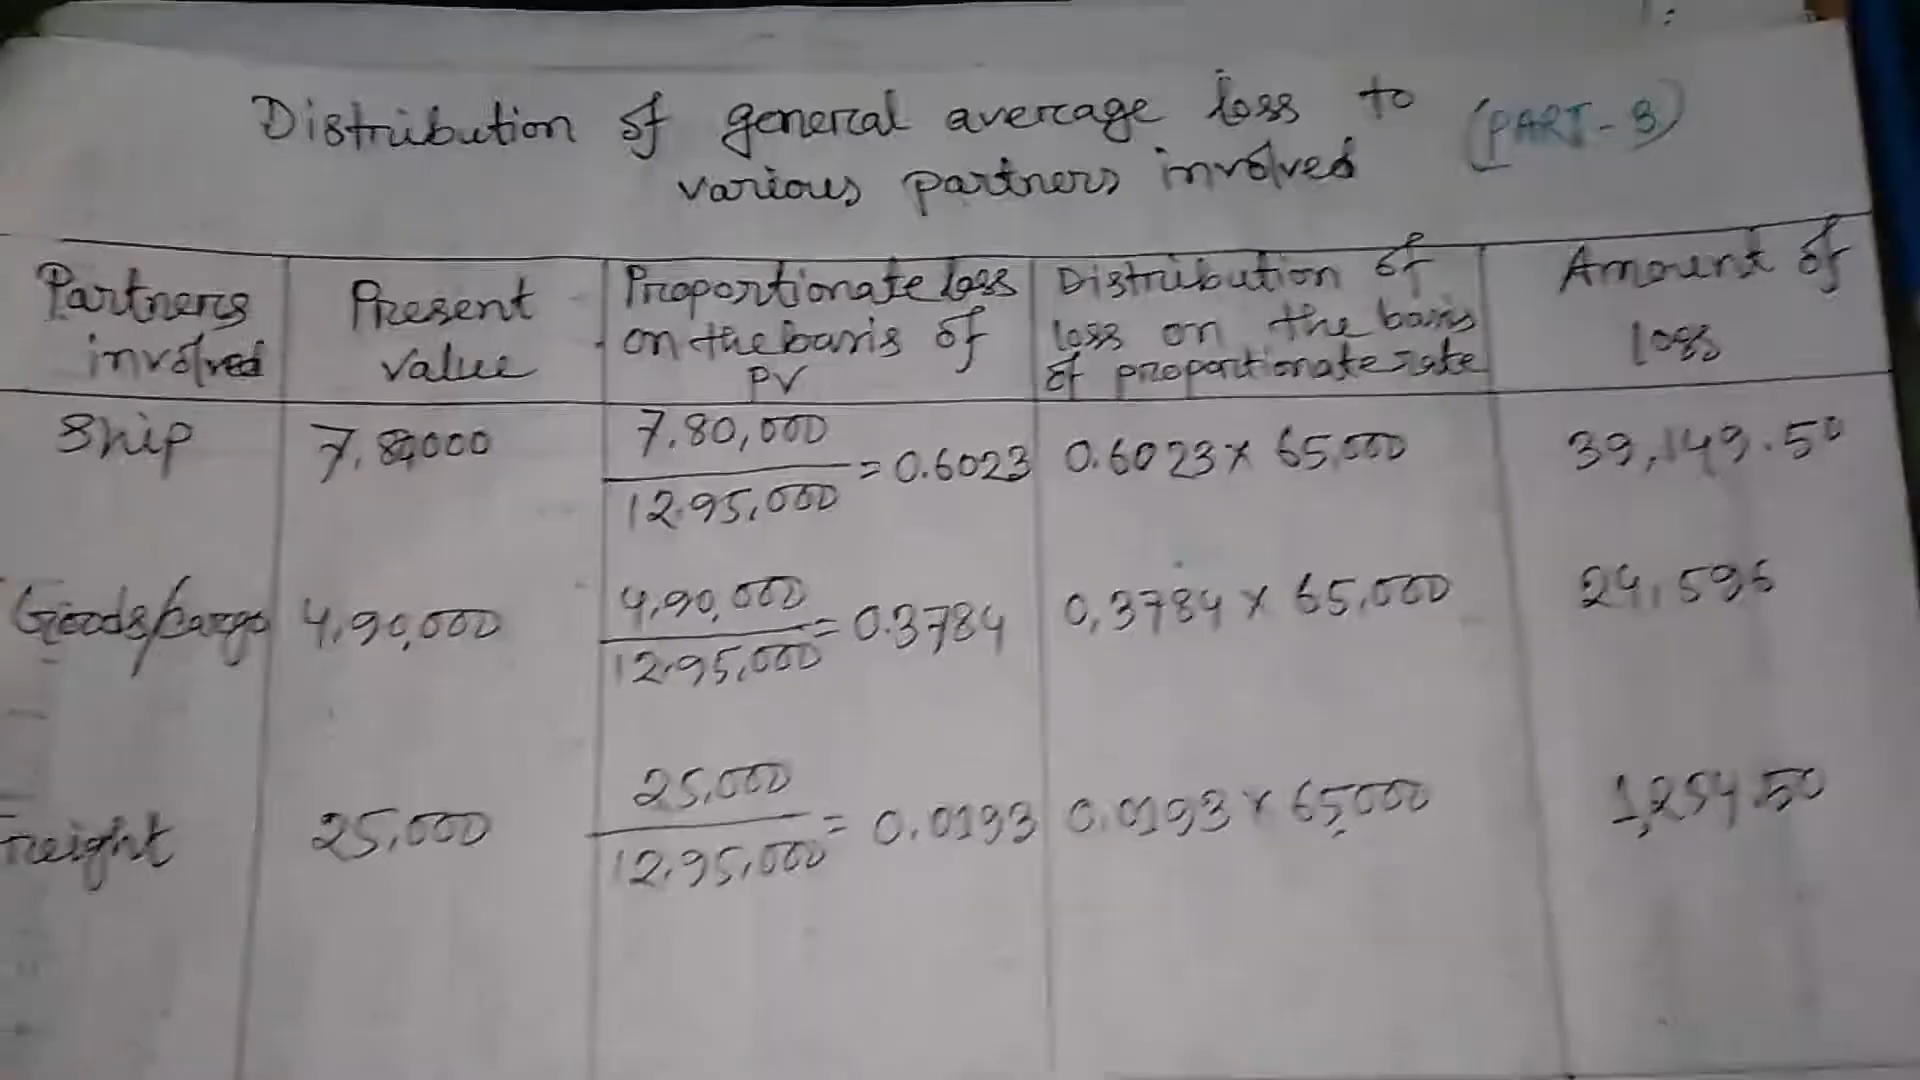 Distribution of general average loss to (PART-3)
various partners involved
Partners involved | Present value | Proportionate loss on the basis of PV | Distribution of loss on the basis of proportionate rate | Amount of loss
Ship | 7,80,000 | 7,80,000 / 12,95,000 = 0.6023 | 0.6023 x 65,000 | 39,149.50
Goods/cargo | 4,90,000 | 4,90,000 / 12,95,000 = 0.3784 | 0,3784 x 65,000 | 24,596
Freight | 25,000 | 25,000 / 12,95,000 = 0.0193 | 0.0193 x 65,000 | 1,254.50